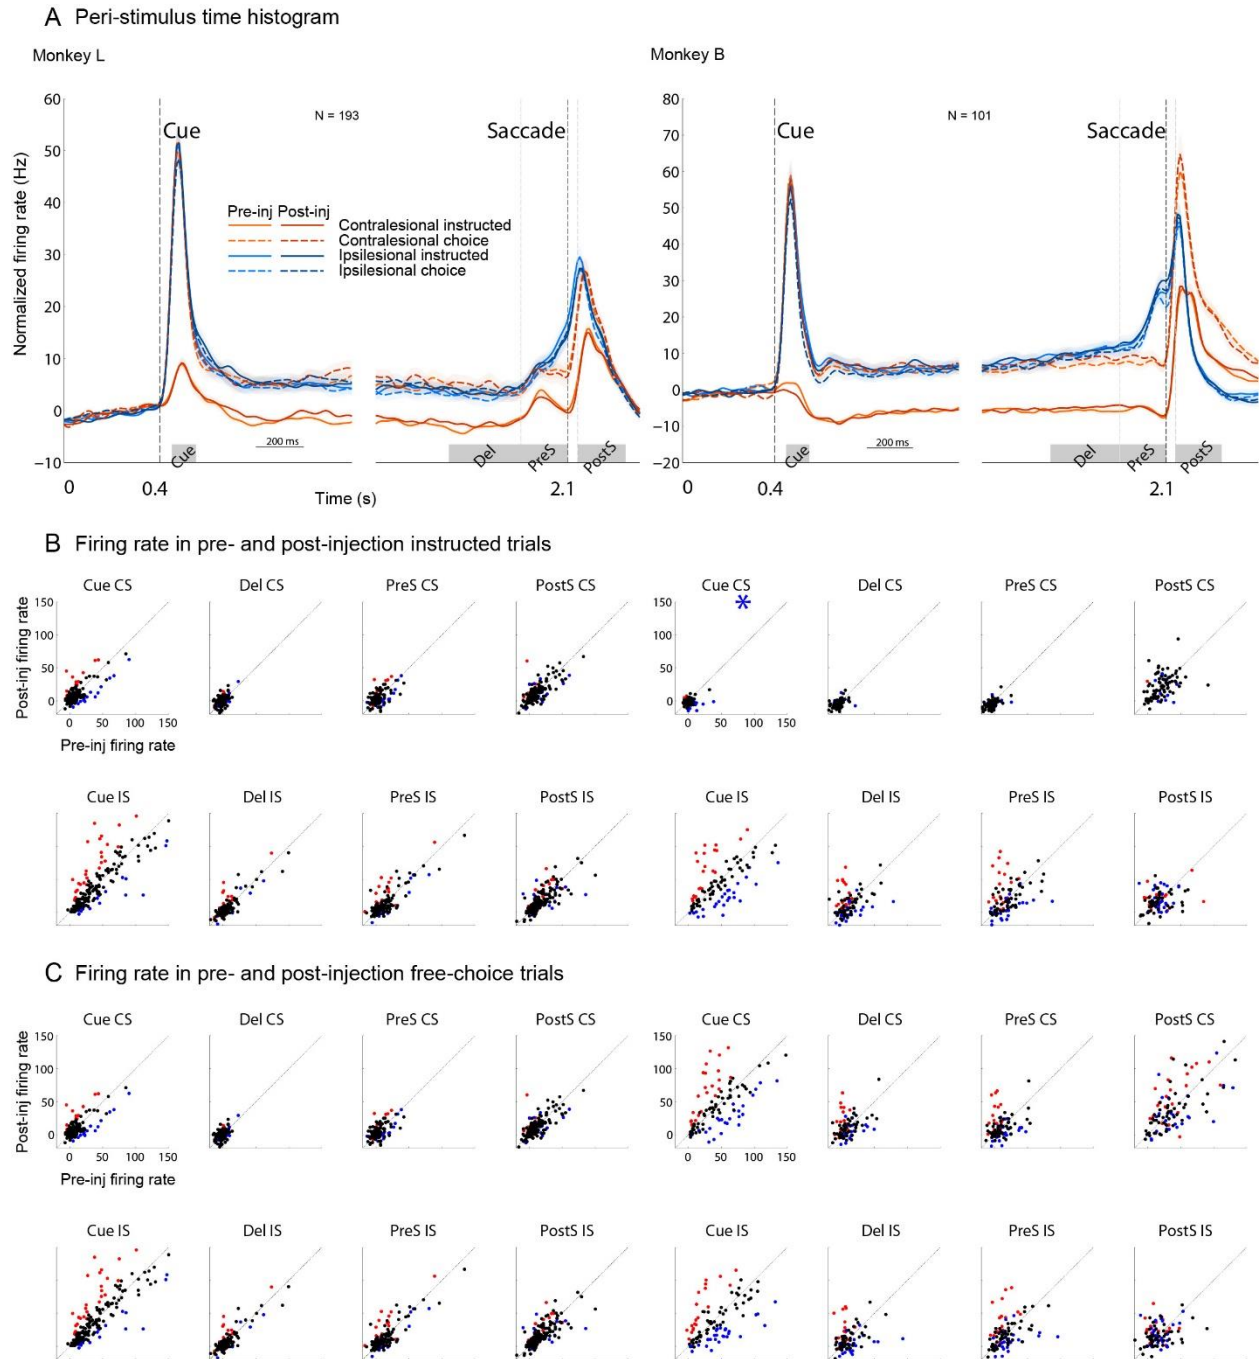 A Peri-stimulus time histogram
Monkey L
Monkey B
60
50
40
30
20
10
0
−10
Normalized firing rate (Hz)
Cue
N = 193
Saccade
Pre-inj Post-inj
Contralesional instructed
Contralesional choice
Ipsilesional instructed
Ipsilesional choice
200 ms
Cue
Del
PreS
PostS
0
0.4
Time (s)
2.1
80
70
60
50
40
30
20
10
0
−10
−20
Cue
N = 101
Saccade
200 ms
Cue
Del
PreS
PostS
0
0.4
2.1
B Firing rate in pre- and post-injection instructed trials
Cue CS Del CS PreS CS PostS CS Cue CS Del CS PreS CS PostS CS
150
100
50
0
Post-inj firing rate
0 50 100 150
Pre-inj firing rate
*
150
100
50
0
0 50 100 150
Cue IS Del IS PreS IS PostS IS Cue IS Del IS PreS IS PostS IS
C Firing rate in pre- and post-injection free-choice trials
Cue CS Del CS PreS CS PostS CS Cue CS Del CS PreS CS PostS CS
150
100
50
0
Post-inj firing rate
0 50 100 150
Pre-inj firing rate
150
100
50
0
0 50 100 150
Cue IS Del IS PreS IS PostS IS Cue IS Del IS PreS IS PostS IS